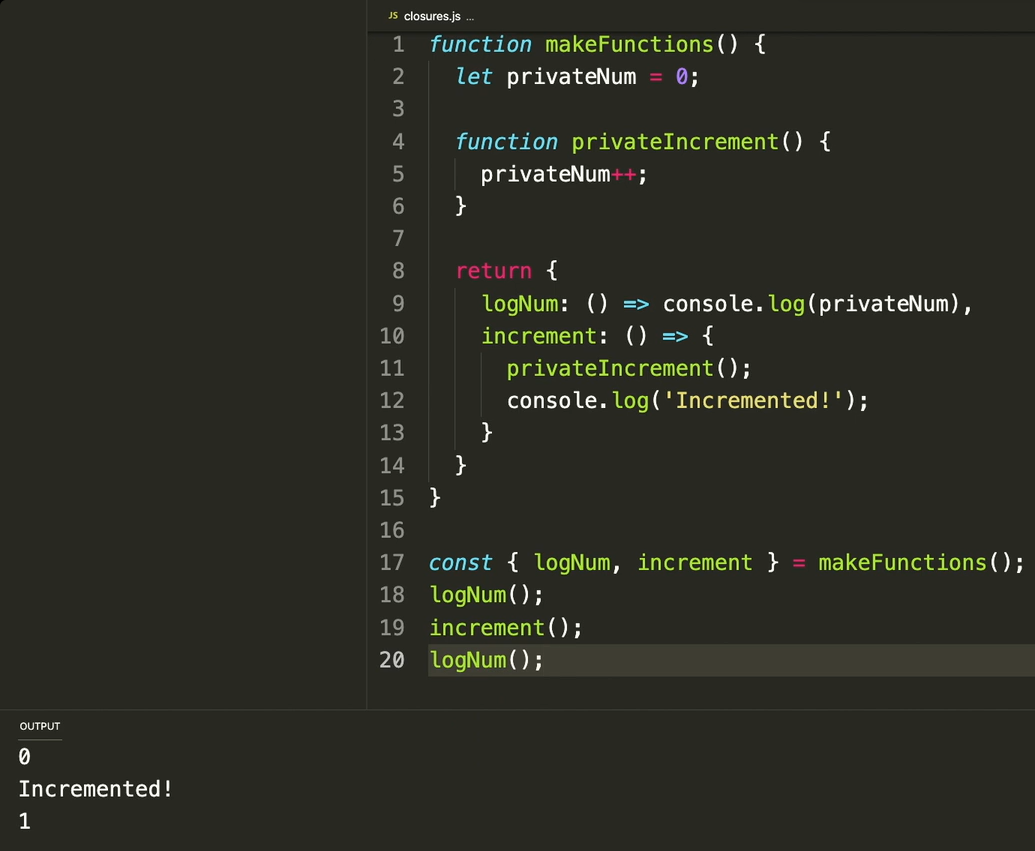 JS closures.js ...
1 function makeFunctions() {
2 let privateNum = 0;
3
4 function privateIncrement() {
5 privateNum++;
6 }
7
8 return {
9 logNum: () => console.log(privateNum),
10 increment: () => {
11 privateIncrement();
12 console.log('Incremented!');
13 }
14 }
15 }
16
17 const { logNum, increment } = makeFunctions();
18 logNum();
19 increment();
20 logNum();
OUTPUT
0
Incremented!
1